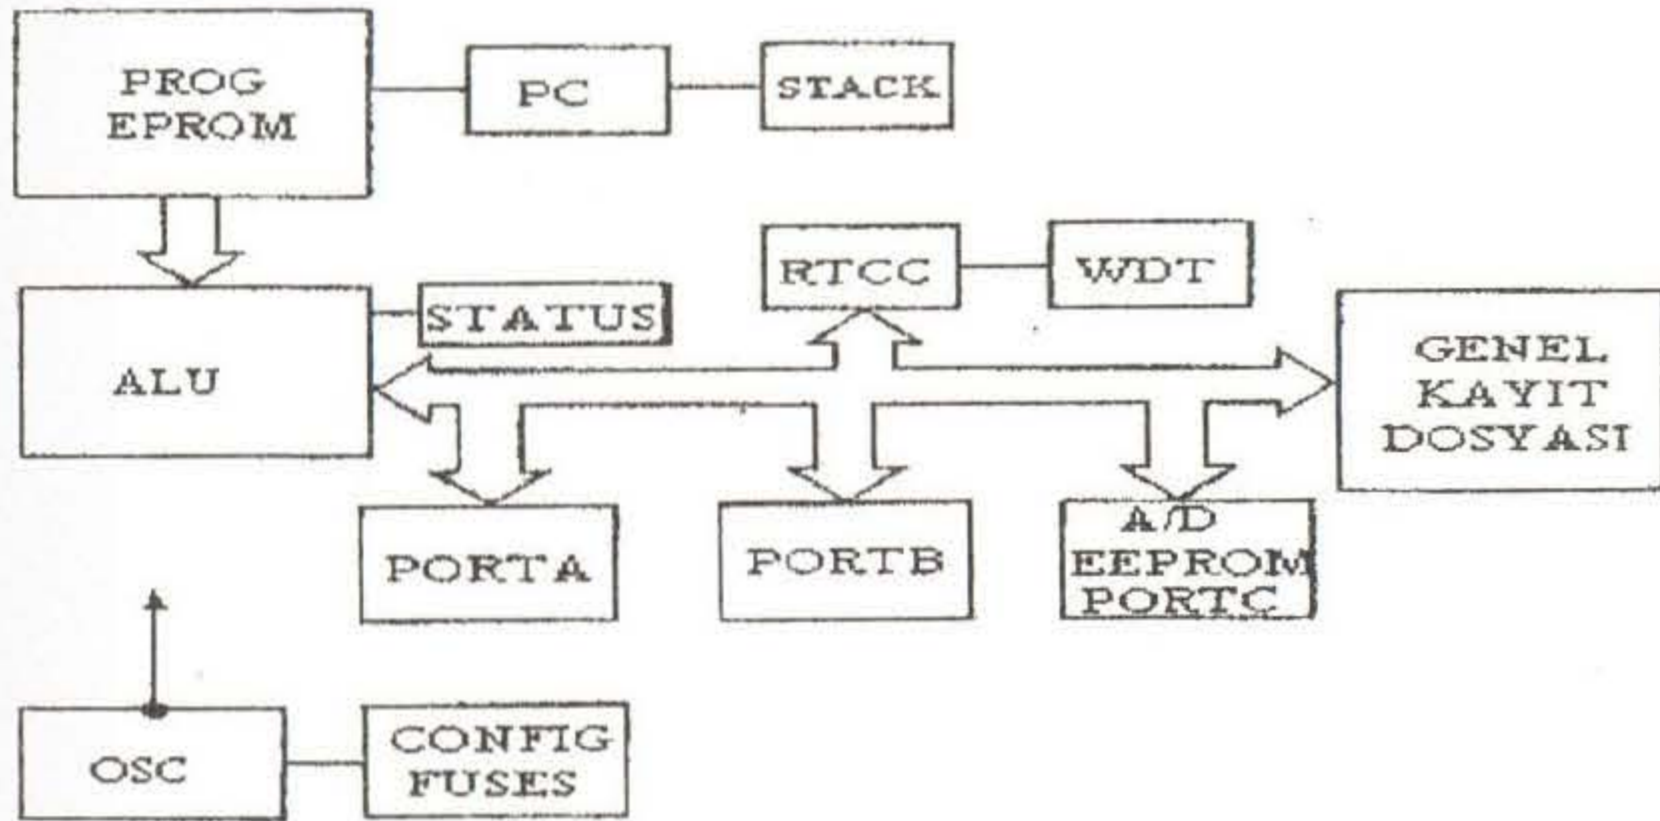 PROG
EPROM
PC
STACK
RTCC
WDT
STATUS
ALU
GENEL
KAYIT
DOSYASI
PORTA
PORTB
A/D
EEPROM
PORTC
OSC
CONFIG
FUSES